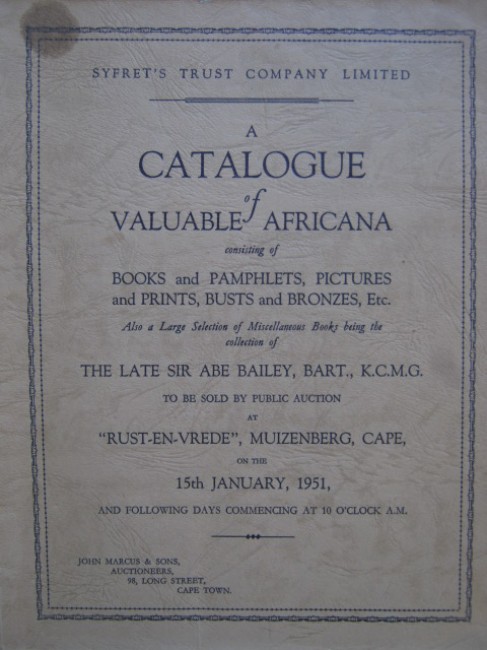 SYFRET'S TRUST COMPANY LIMITED
A
CATALOGUE
of
VALUABLE AFRICANA
consisting of
BOOKS and PAMPHLETS, PICTURES
and PRINTS, BUSTS and BRONZES, Etc.
Also a Large Selection of Miscellaneous Books being the
collection of
THE LATE SIR ABE BAILEY, BART., K.C.M.G.
TO BE SOLD BY PUBLIC AUCTION
AT
"RUST-EN-VREDE", MUIZENBERG, CAPE,
ON THE
15th JANUARY, 1951,
AND FOLLOWING DAYS COMMENCING AT 10 O'CLOCK A.M.
JOHN MARCUS & SONS,
AUCTIONEERS,
98, LONG STREET,
CAPE TOWN.